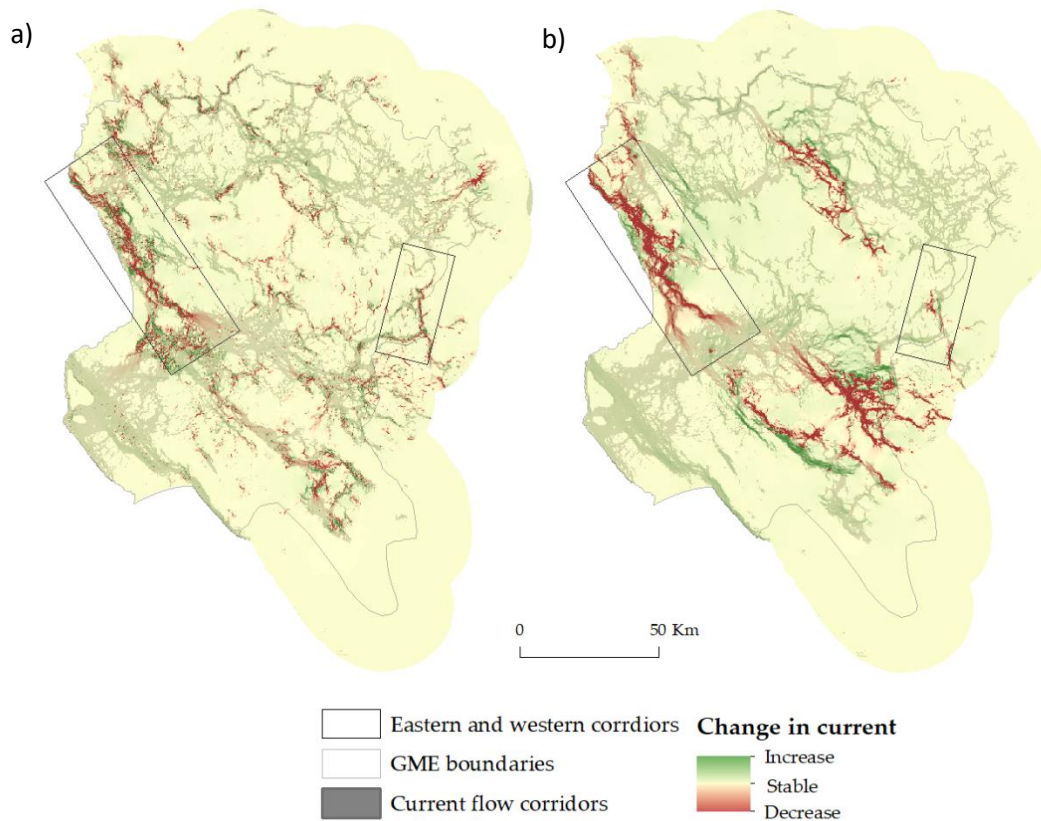 a)
b)
0 50 Km
Eastern and western corrdiors
GME boundaries
Current flow corridors
Change in current
Increase
Stable
Decrease